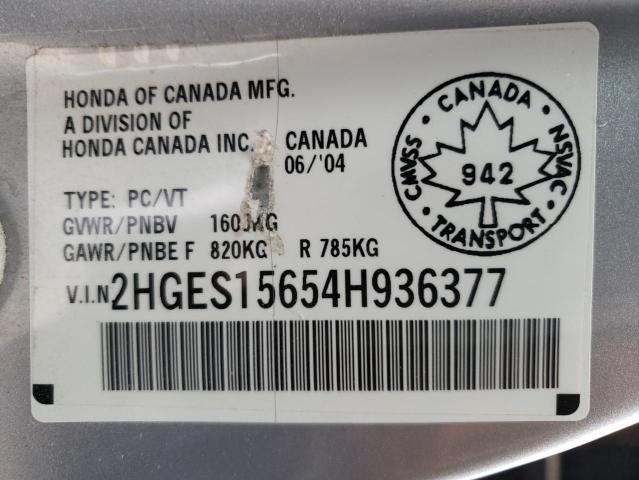 HONDA OF CANADA MFG.
A DIVISION OF
HONDA CANADA INC.
CANADA
06/'04
TYPE: PC/VT
GVWR/PNBV
GAWR/PNBE F 820KG R 785KG
V.I.N. 2HGES15654H936377
CANADA
CMVSS
NSVAC
942
TRANSPORT